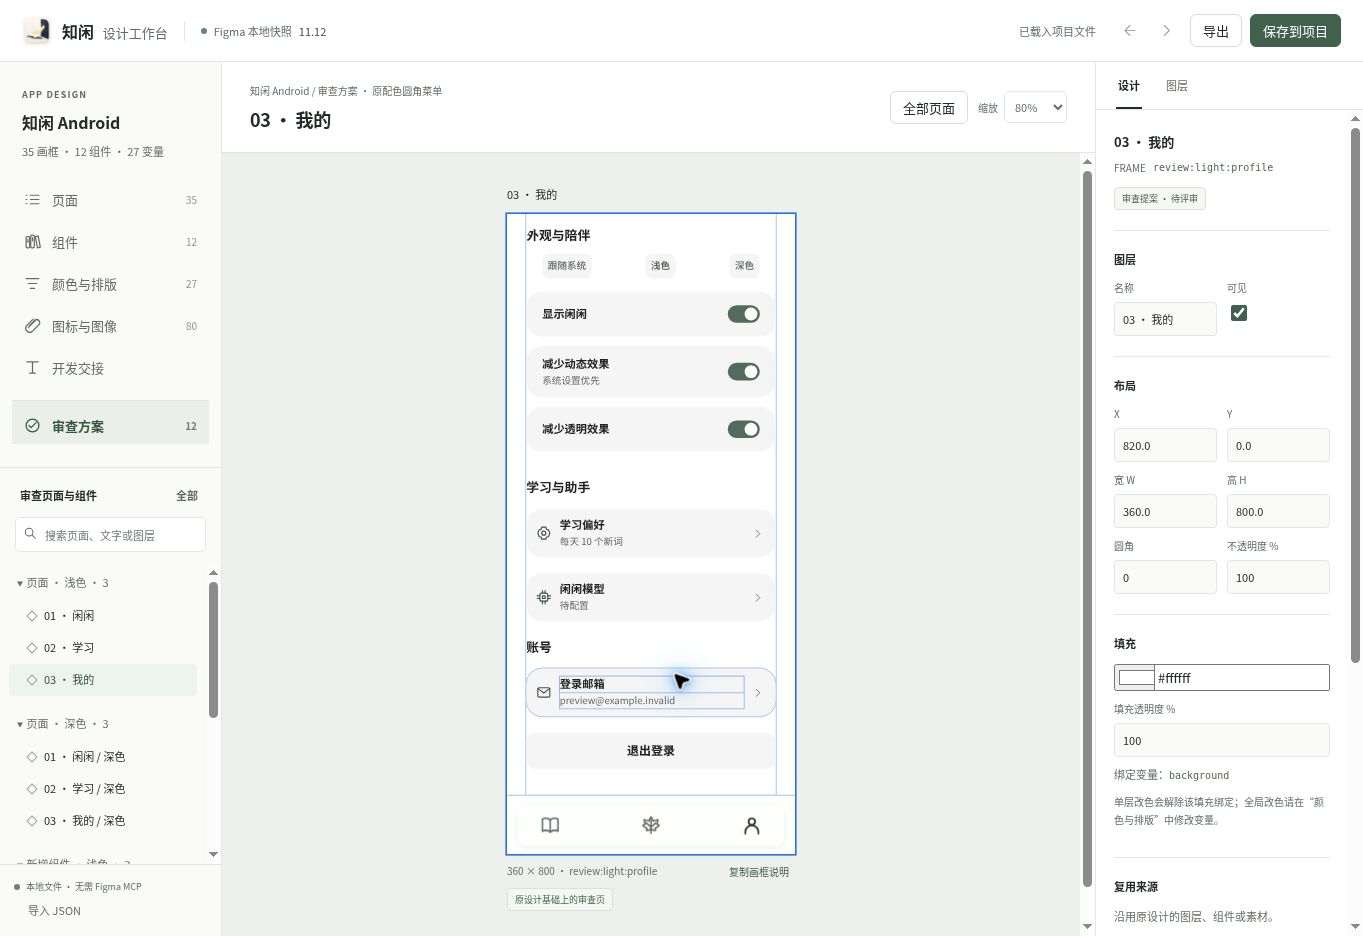 知闲 设计工作台 Figma 本地快照 11.12
已载入项目文件 导出 保存到项目
APP DESIGN
知闲 Android
35 画框 · 12 组件 · 27 变量
页面 35
组件 12
颜色与排版 27
图标与图像 80
开发交接
审查方案 12
审查页面与组件 全部
搜索页面、文字或图层
页面 · 浅色 · 3
01 · 闲闲
02 · 学习
03 · 我的
页面 · 深色 · 3
01 · 闲闲 / 深色
02 · 学习 / 深色
03 · 我的 / 深色
新增组件 · 浅色 · 3
本地文件 · 无需 Figma MCP
导入 JSON
知闲 Android / 审查方案 · 原配色圆角菜单
03 · 我的
全部页面 缩放 80%
03 · 我的
外观与陪伴
跟随系统 浅色 深色
显示闲闲
减少动态效果
系统设置优先
减少透明效果
学习与助手
学习偏好
每天 10 个新词
闲闲模型
待配置
账号
登录邮箱
preview@example.invalid
退出登录
360 × 800 · review:light:profile 复制画框说明
原设计基础上的审查页
设计 图层
03 · 我的
FRAME review:light:profile
审查提案 · 待评审
图层
名称 可见
03 · 我的
布局
X Y
820.0 0.0
宽 W 高 H
360.0 800.0
圆角 不透明度 %
0 100
填充
#ffffff
填充透明度 %
100
绑定变量: background
单层改色会解除该填充绑定；全局改色请在“颜
色与排版”中修改变量。
复用来源
沿用原设计的图层、组件或素材。